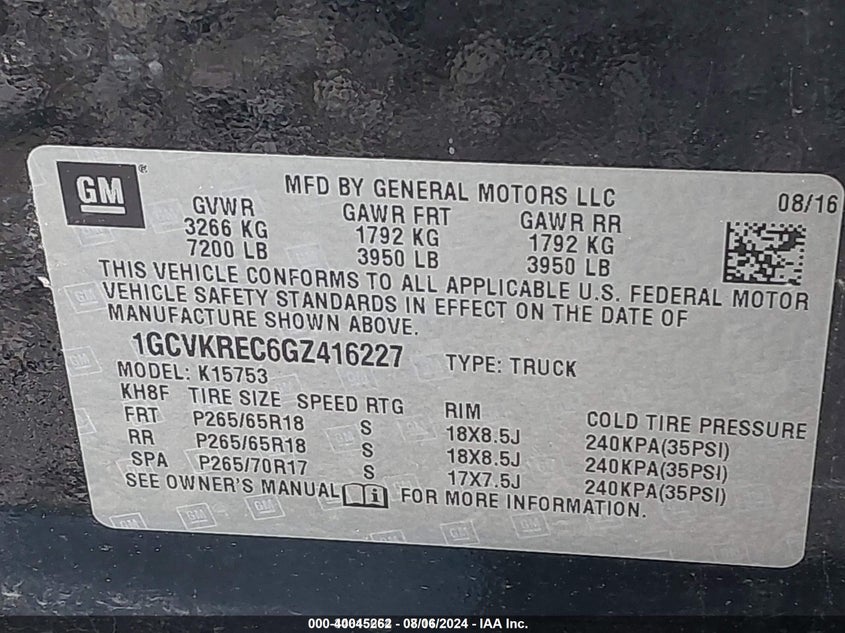 GM
MFD BY GENERAL MOTORS LLC
08/16
GVWR GAWR FRT GAWR RR
3266 KG 1792 KG 1792 KG
7200 LB 3950 LB 3950 LB
THIS VEHICLE CONFORMS TO ALL APPLICABLE U.S. FEDERAL MOTOR
VEHICLE SAFETY STANDARDS IN EFFECT ON THE DATE OF
MANUFACTURE SHOWN ABOVE.
1GCVKREC6GZ416227 TYPE: TRUCK
MODEL: K15753
KH8F TIRE SIZE SPEED RTG RIM COLD TIRE PRESSURE
FRT P265/65R18 S 18X8.5J 240KPA(35PSI)
RR P265/65R18 S 18X8.5J 240KPA(35PSI)
SPA P265/70R17 S 17X7.5J 240KPA(35PSI)
SEE OWNER'S MANUAL FOR MORE INFORMATION.
08/06/2024 - IAA Inc.